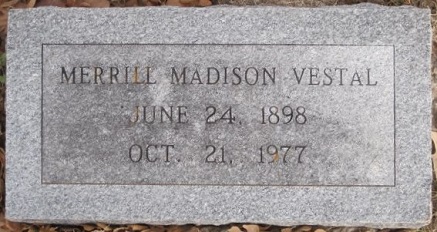 MERRILL MADISON VESTAL
JUNE 24, 1898
OCT. 21, 1977